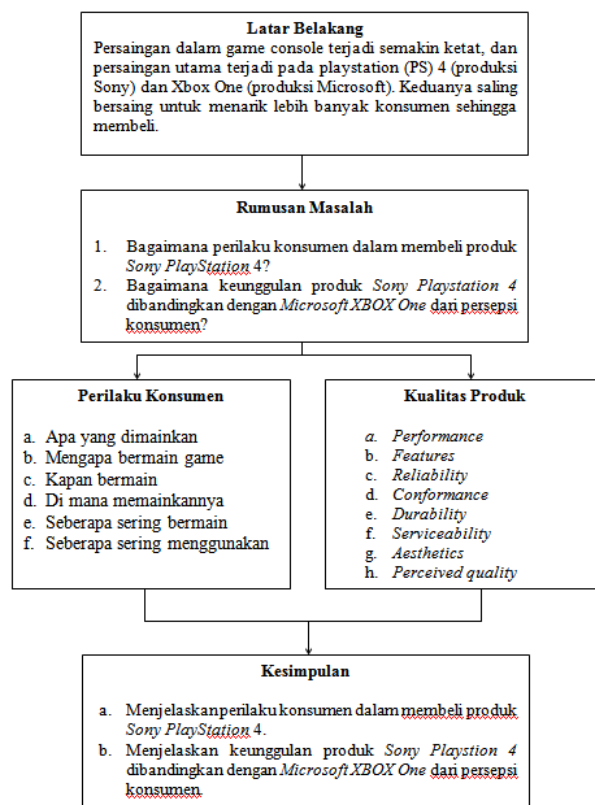 Latar Belakang
Persaingan dalam game console terjadi semakin ketat, dan
persaingan utama terjadi pada playstation (PS) 4 (produksi
Sony) dan Xbox One (produksi Microsoft). Keduanya saling
bersaing untuk menarik lebih banyak konsumen sehingga
membeli.
Rumusan Masalah
1. Bagaimana perilaku konsumen dalam membeli produk
Sony PlayStation 4?
2. Bagaimana keunggulan produk Sony Playstation 4
dibandingkan dengan Microsoft XBOX One dari persepsi
konsumen?
Perilaku Konsumen
a. Apa yang dimainkan
b. Mengapa bermain game
c. Kapan bermain
d. Di mana memainkannya
e. Seberapa sering bermain
f. Seberapa sering menggunakan
Kualitas Produk
a. Performance
b. Features
c. Reliability
d. Conformance
e. Durability
f. Serviceability
g. Aesthetics
h. Perceived quality
Kesimpulan
a. Menjelaskan perilaku konsumen dalam membeli produk
Sony PlayStation 4.
b. Menjelaskan keunggulan produk Sony Playstion 4
dibandingkan dengan Microsoft XBOX One dari persepsi
konsumen